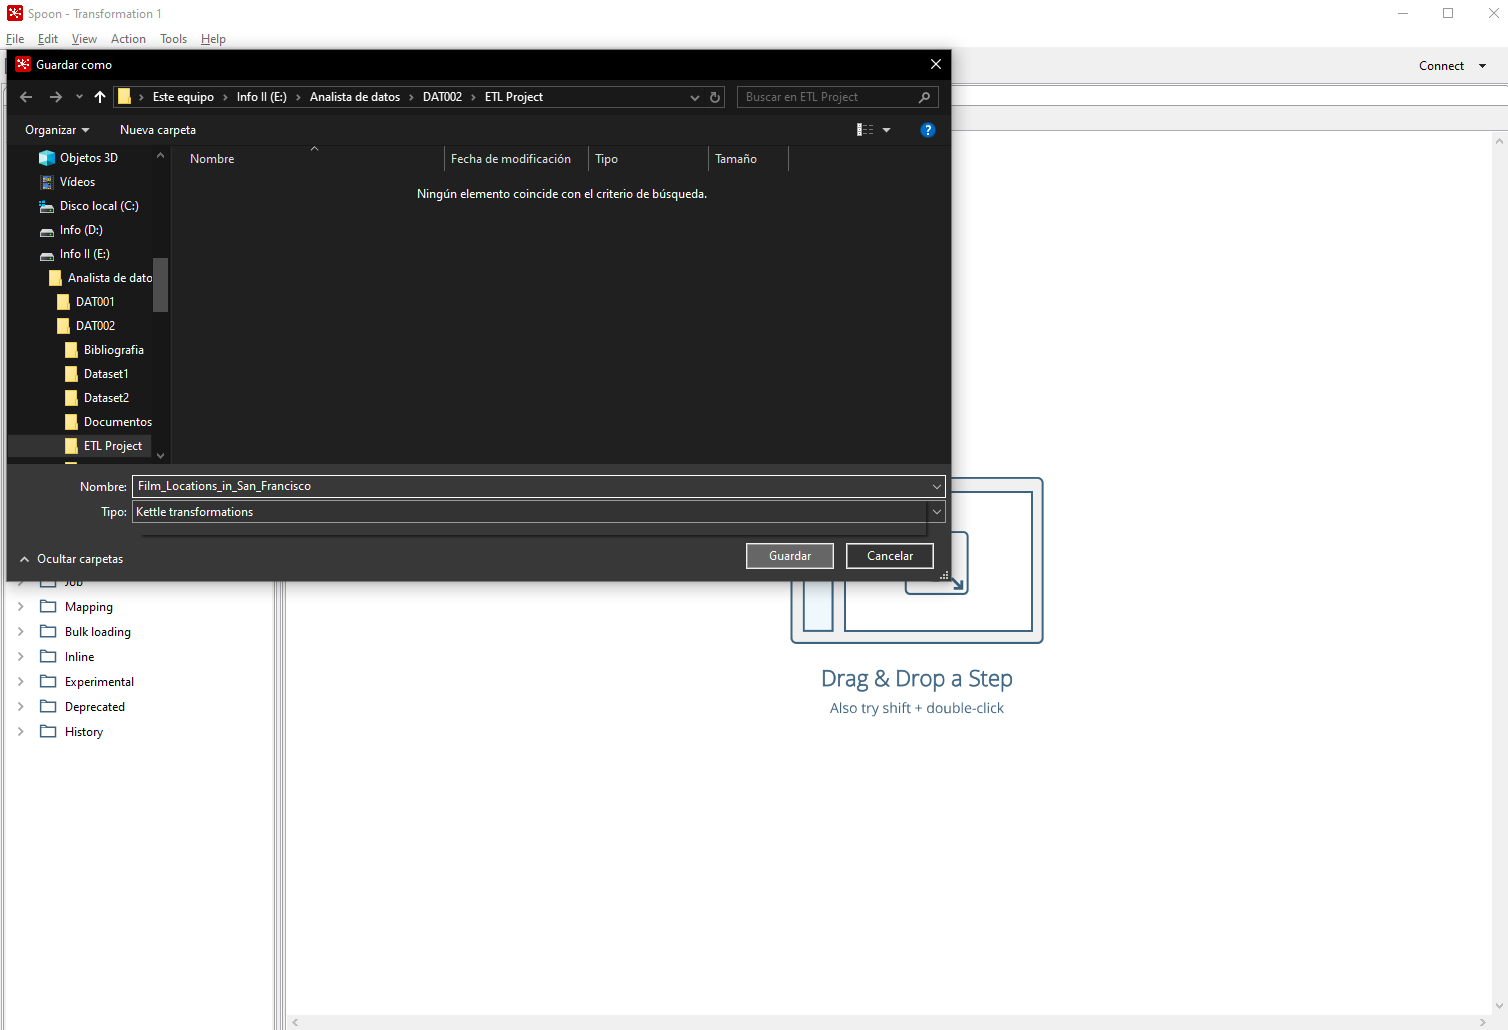 Spoon - Transformation 1
File Edit View Action Tools Help
Guardar como
Connect
Este equipo › Info II (E:) › Analista de datos › DAT002 › ETL Project
Buscar en ETL Project
Organizar Nueva carpeta
Nombre Fecha de modificación Tipo Tamaño
Ningún elemento coincide con el criterio de búsqueda.
Objetos 3D
Vídeos
Disco local (C:)
Info (D:)
Info II (E:)
Analista de dato
DAT001
DAT002
Bibliografia
Dataset1
Dataset2
Documentos
ETL Project
Nombre: Film_Locations_in_San_Francisco
Tipo: Kettle transformations
Ocultar carpetas
Guardar Cancelar
Job
Mapping
Bulk loading
Inline
Experimental
Deprecated
History
Drag & Drop a Step
Also try shift + double-click